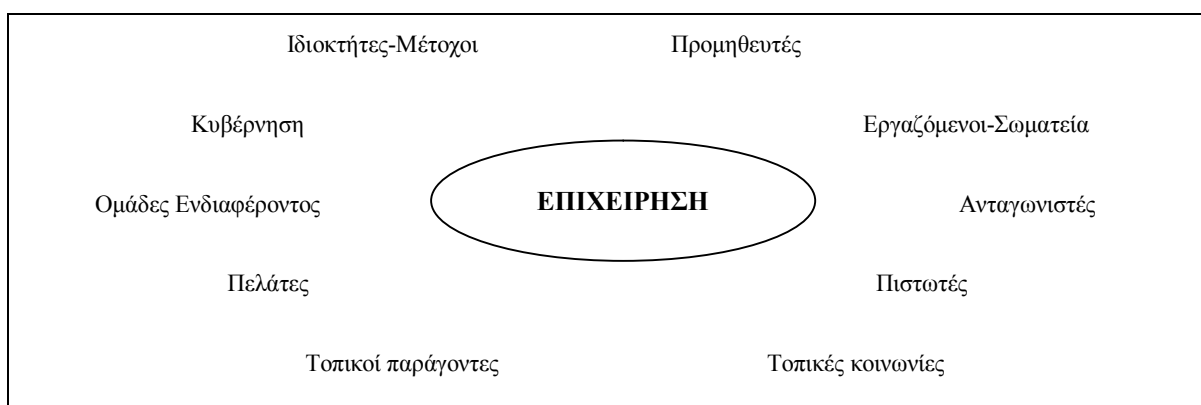 Ιδιοκτήτες-Μέτοχοι Προμηθευτές
Κυβέρνηση Εργαζόμενοι-Σωματεία
Ομάδες Ενδιαφέροντος ΕΠΙΧΕΙΡΗΣΗ Ανταγωνιστές
Πελάτες Πιστωτές
Τοπικοί παράγοντες Τοπικές κοινωνίες